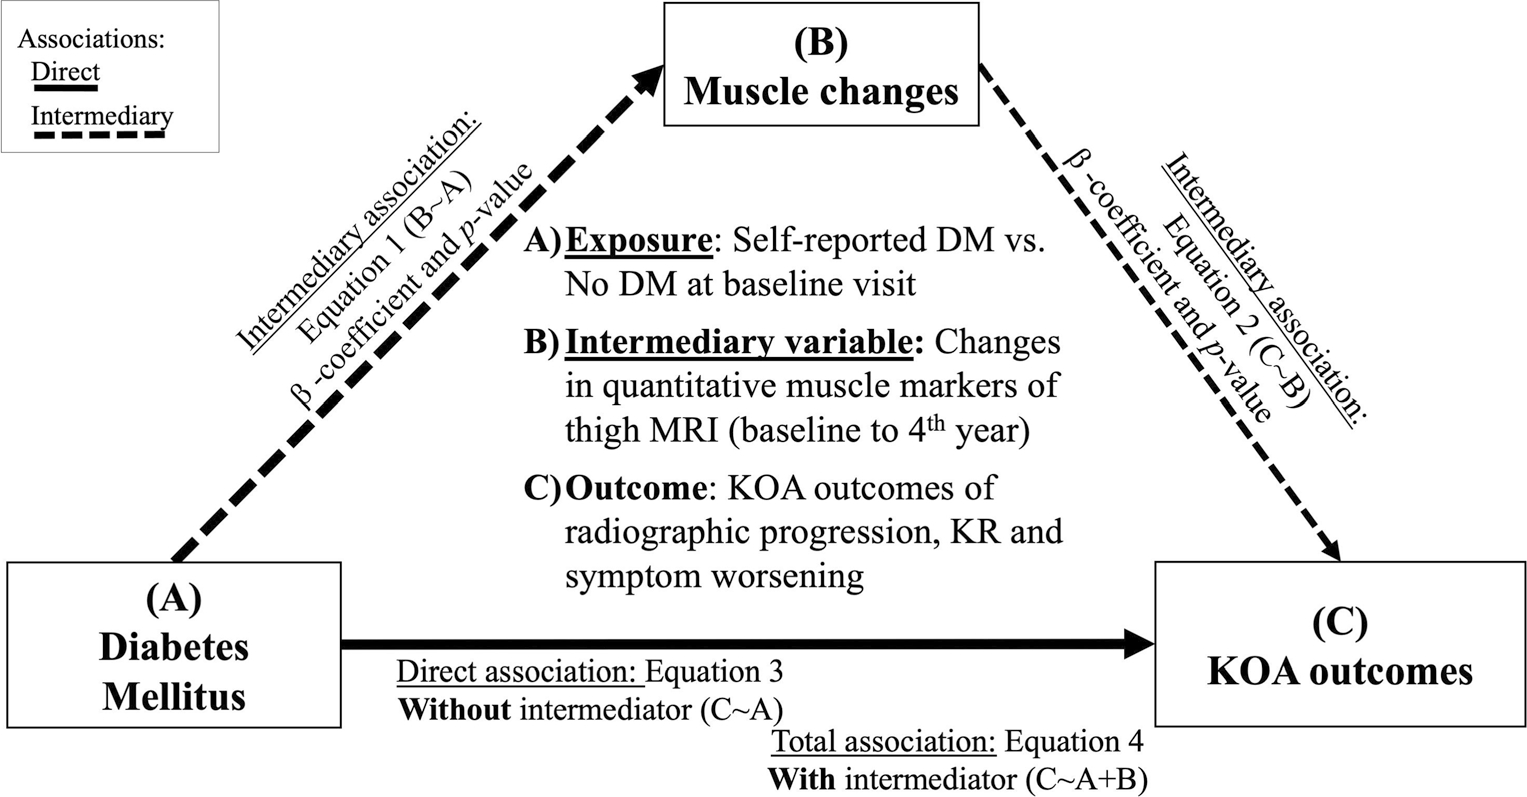 Associations:
Direct
Intermediary
(B)
Muscle changes
Intermediary association:
Equation 1 (B~A)
β -coefficient and p-value
Intermediary association:
Equation 2 (C~B)
β -coefficient and p-value
A) Exposure: Self-reported DM vs.
No DM at baseline visit
B) Intermediary variable: Changes
in quantitative muscle markers of
thigh MRI (baseline to 4th year)
C) Outcome: KOA outcomes of
radiographic progression, KR and
symptom worsening
(A)
Diabetes
Mellitus
(C)
KOA outcomes
Direct association: Equation 3
Without intermediator (C~A)
Total association: Equation 4
With intermediator (C~A+B)